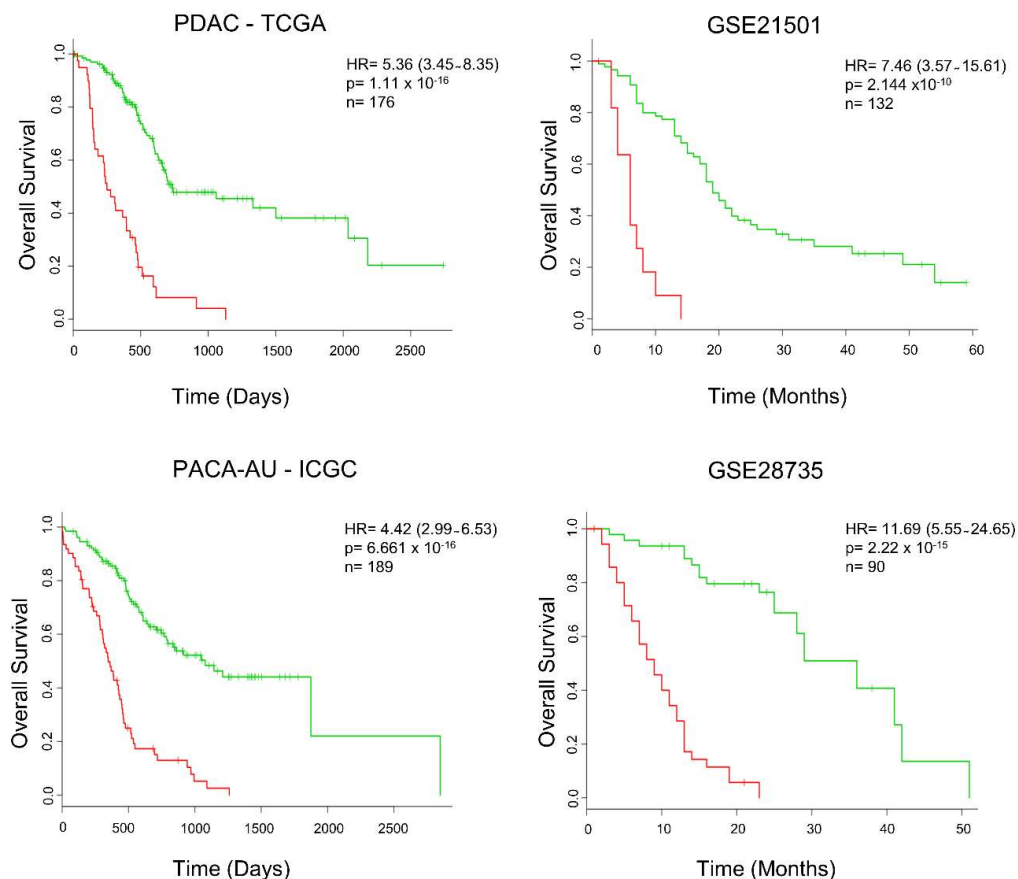 PDAC - TCGA
HR= 5.36 (3.45~8.35)
p= 1.11 x 10-16
n= 176
Overall Survival
0.0 0.2 0.4 0.6 0.8 1.0
0 500 1000 1500 2000 2500
Time (Days)
GSE21501
HR= 7.46 (3.57~15.61)
p= 2.144 x10-10
n= 132
Overall Survival
0.0 0.2 0.4 0.6 0.8 1.0
0 10 20 30 40 50 60
Time (Months)
PACA-AU - ICGC
HR= 4.42 (2.99~6.53)
p= 6.661 x 10-16
n= 189
Overall Survival
0.0 0.2 0.4 0.6 0.8 1.0
0 500 1000 1500 2000 2500
Time (Days)
GSE28735
HR= 11.69 (5.55~24.65)
p= 2.22 x 10-15
n= 90
Overall Survival
0.0 0.2 0.4 0.6 0.8 1.0
0 10 20 30 40 50
Time (Months)